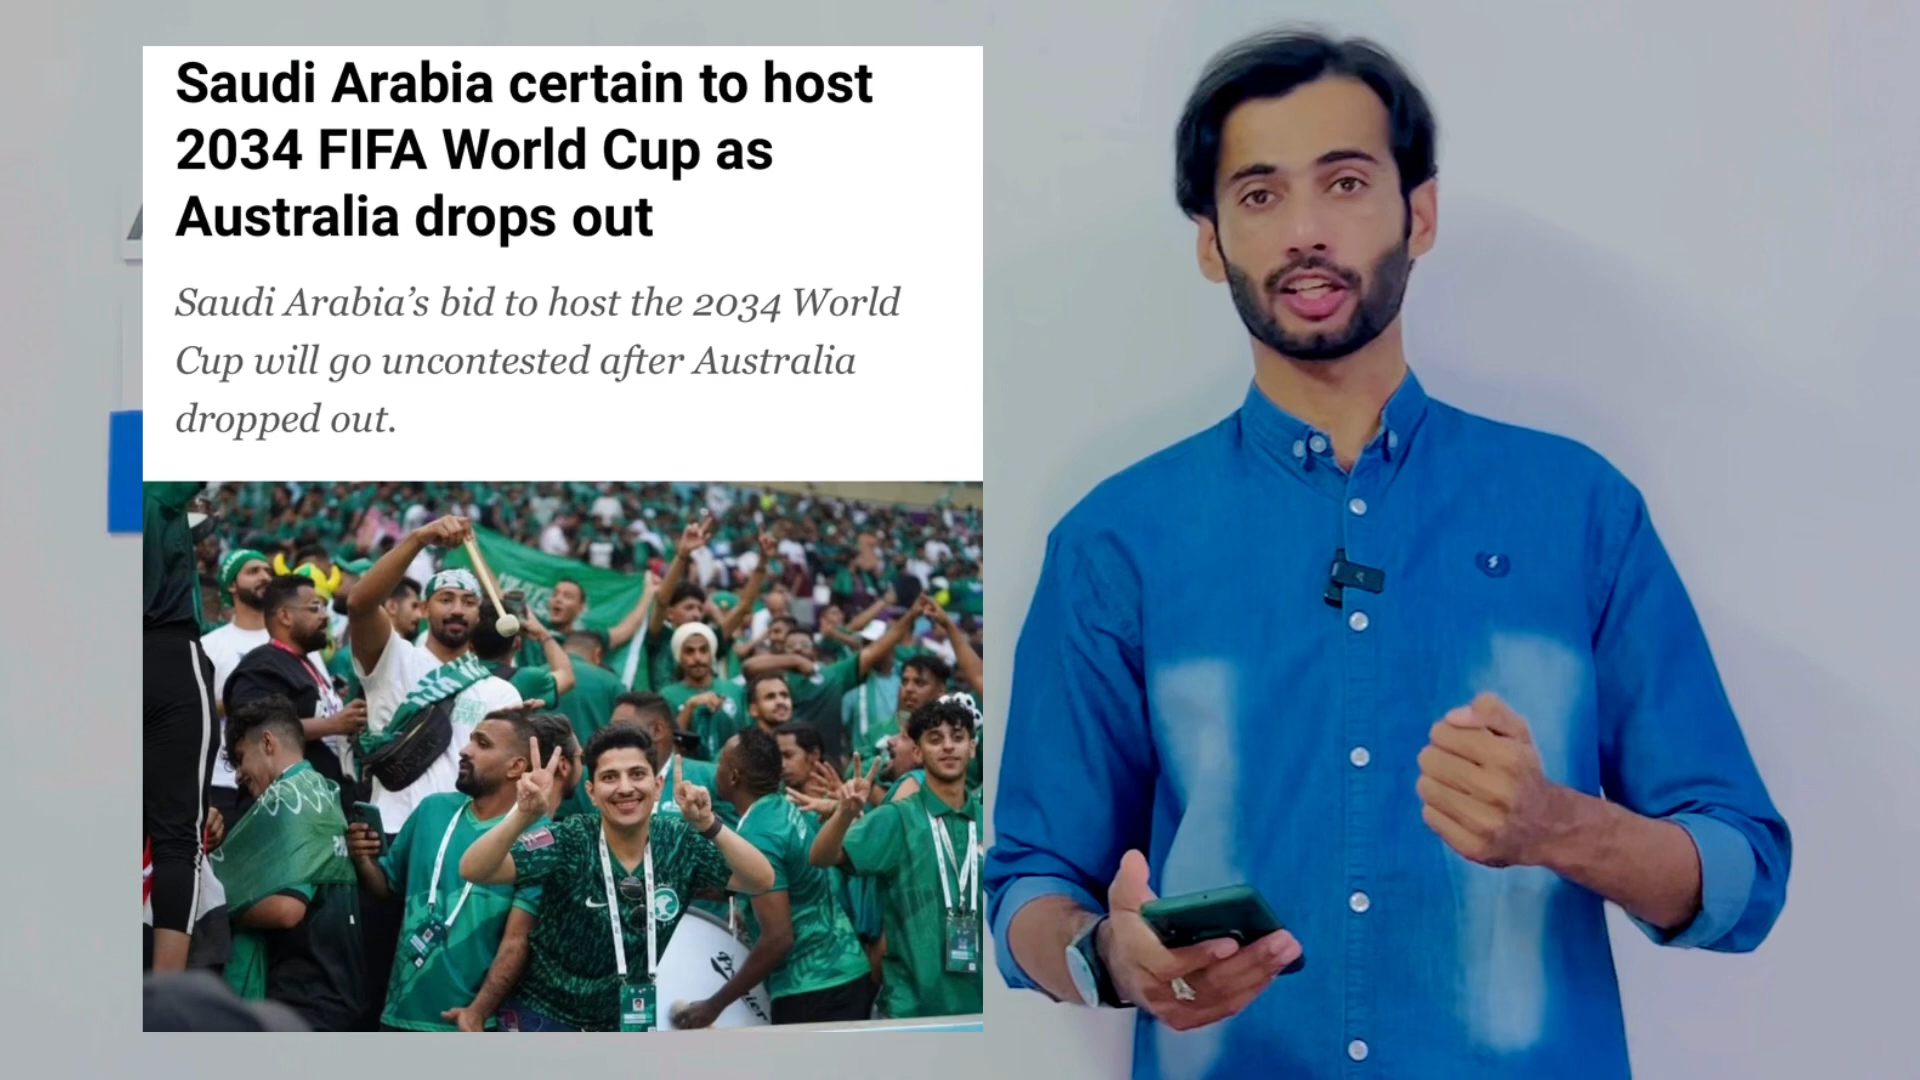 Saudi Arabia certain to host
2034 FIFA World Cup as
Australia drops out
Saudi Arabia’s bid to host the 2034 World
Cup will go uncontested after Australia
dropped out.